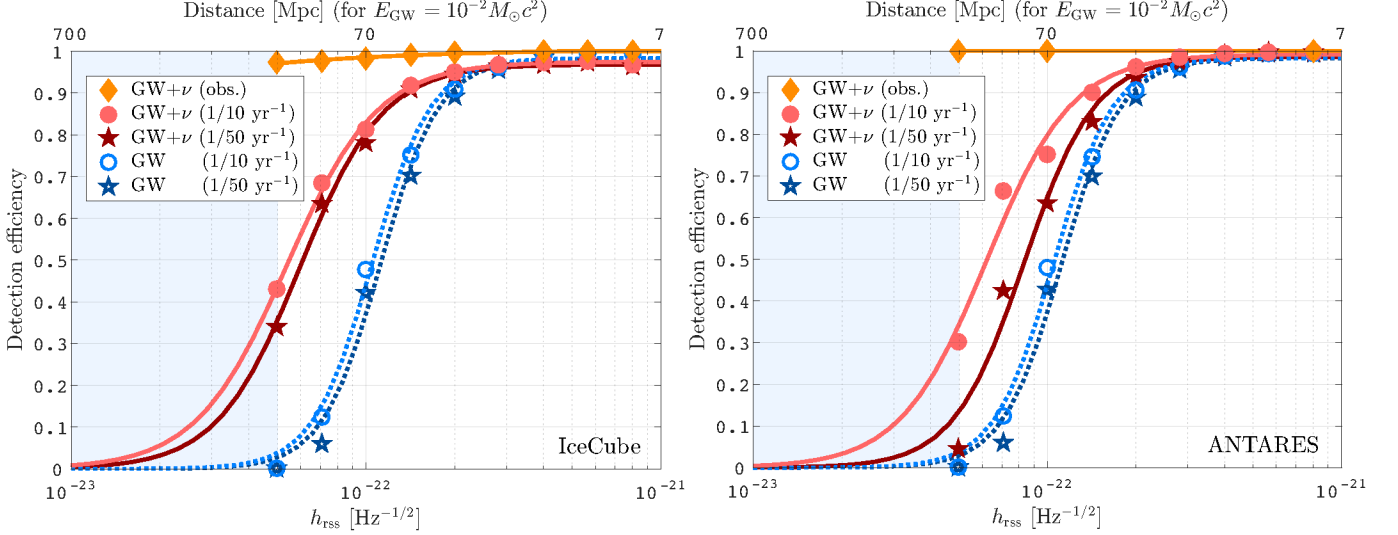 Distance [Mpc] (for E_GW = 10^-2 M_⊙c^2)
700 70 7
1
0.9
0.8
0.7
0.6
0.5
0.4
0.3
0.2
0.1
0
Detection efficiency
GW+ν (obs.)
GW+ν (1/10 yr^-1)
GW+ν (1/50 yr^-1)
GW (1/10 yr^-1)
GW (1/50 yr^-1)
IceCube
10^-23 10^-22 10^-21
h_rss [Hz^-1/2]
Distance [Mpc] (for E_GW = 10^-2 M_⊙c^2)
700 70 7
1
0.9
0.8
0.7
0.6
0.5
0.4
0.3
0.2
0.1
0
Detection efficiency
GW+ν (obs.)
GW+ν (1/10 yr^-1)
GW+ν (1/50 yr^-1)
GW (1/10 yr^-1)
GW (1/50 yr^-1)
ANTARES
10^-23 10^-22 10^-21
h_rss [Hz^-1/2]